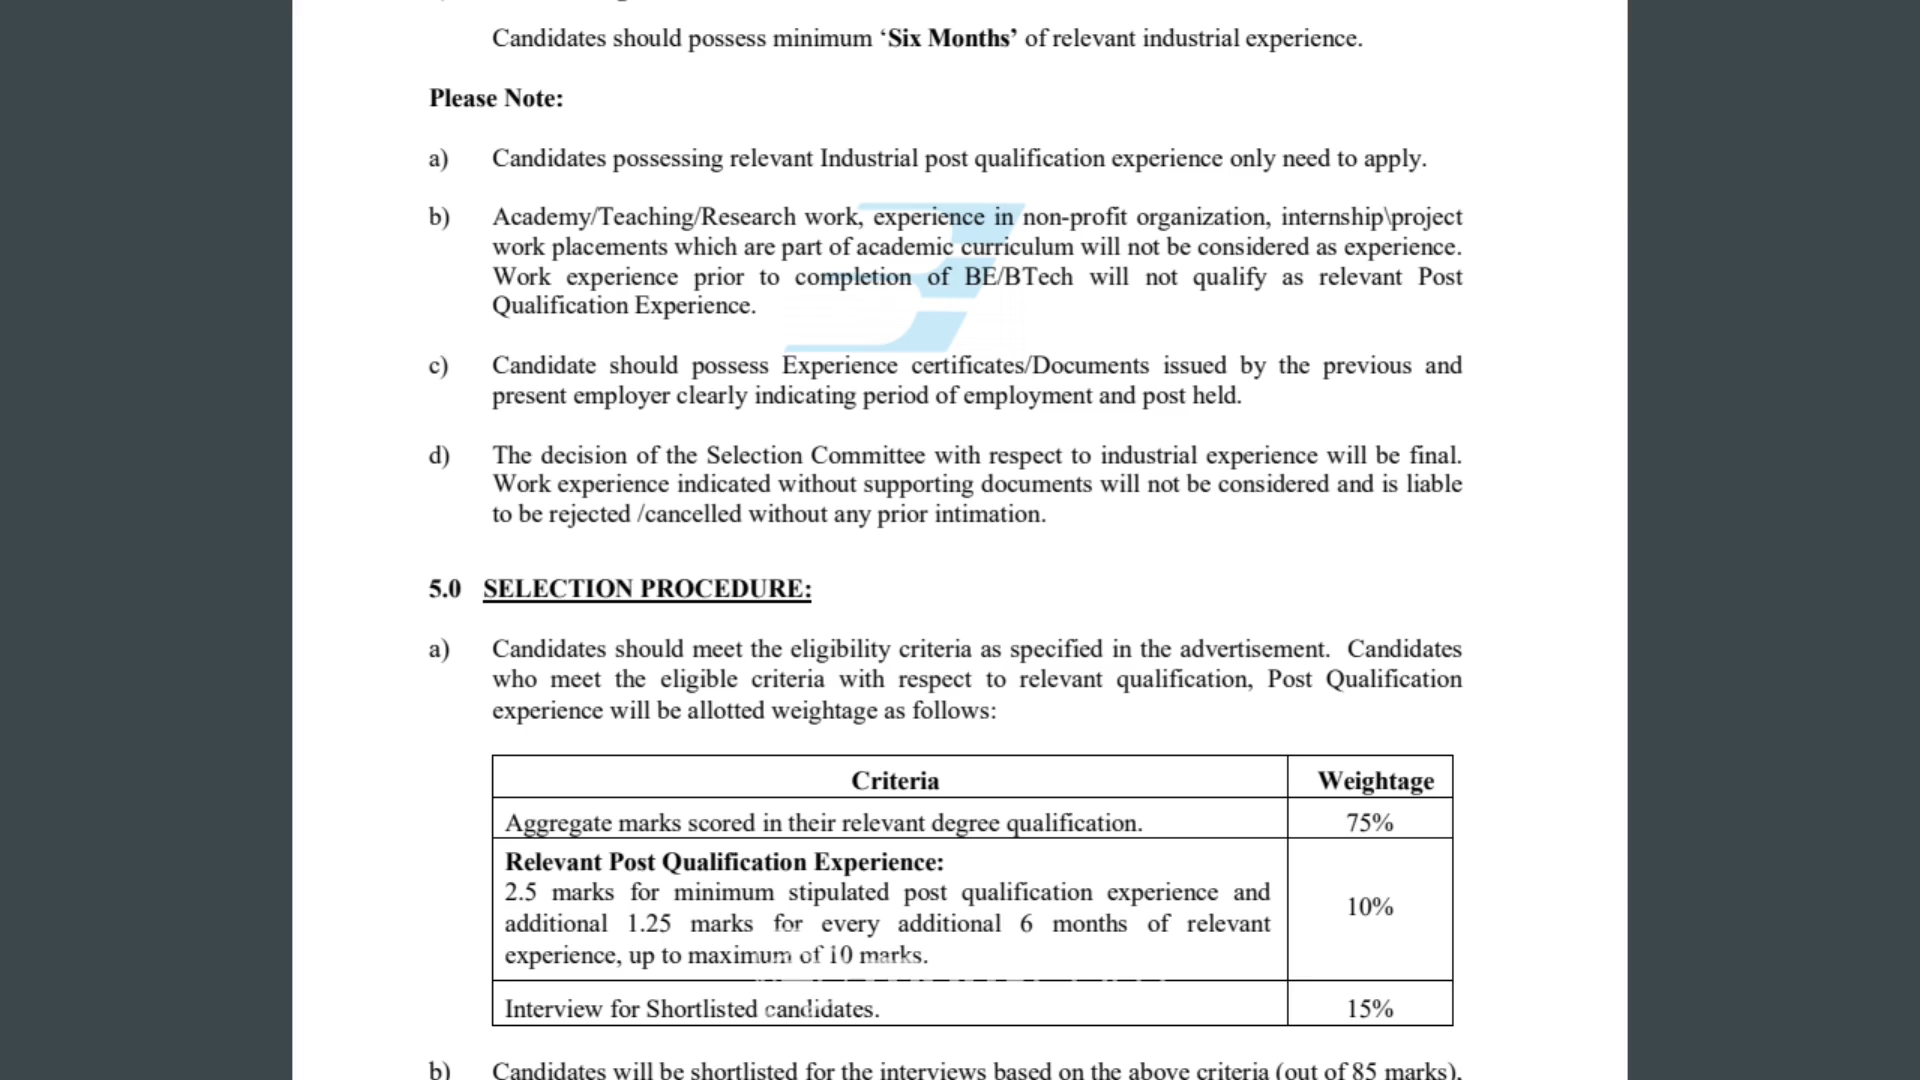 Candidates should possess minimum ‘Six Months’ of relevant industrial experience.
Please Note:
a) Candidates possessing relevant Industrial post qualification experience only need to apply.
b) Academy/Teaching/Research work, experience in non-profit organization, internship\project
work placements which are part of academic curriculum will not be considered as experience.
Work experience prior to completion of BE/BTech will not qualify as relevant Post
Qualification Experience.
c) Candidate should possess Experience certificates/Documents issued by the previous and
present employer clearly indicating period of employment and post held.
d) The decision of the Selection Committee with respect to industrial experience will be final.
Work experience indicated without supporting documents will not be considered and is liable
to be rejected /cancelled without any prior intimation.
5.0 SELECTION PROCEDURE:
a) Candidates should meet the eligibility criteria as specified in the advertisement. Candidates
who meet the eligible criteria with respect to relevant qualification, Post Qualification
experience will be allotted weightage as follows:
Criteria Weightage
Aggregate marks scored in their relevant degree qualification. 75%
Relevant Post Qualification Experience:
2.5 marks for minimum stipulated post qualification experience and
additional 1.25 marks for every additional 6 months of relevant
experience, up to maximum of 10 marks.
10%
Interview for Shortlisted candidates. 15%
b) Candidates will be shortlisted for the interviews based on the above criteria (out of 85 marks),